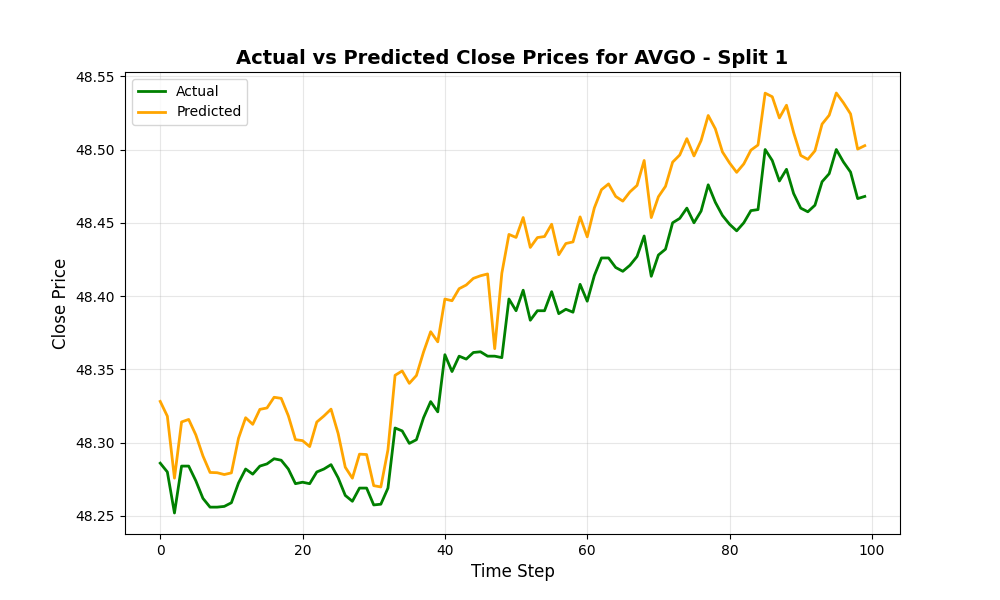 Actual vs Predicted Close Prices for AVGO - Split 1
Actual
Predicted
Close Price
48.55
48.50
48.45
48.40
48.35
48.30
48.25
0 20 40 60 80 100
Time Step